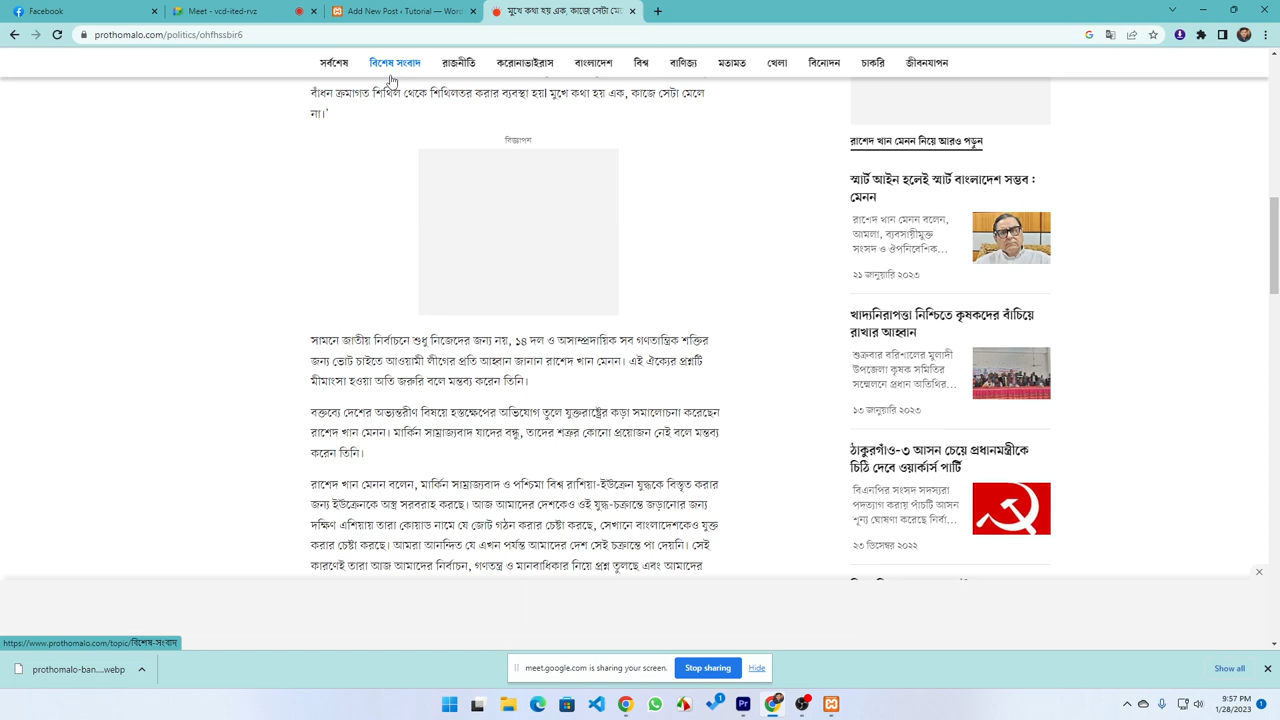 Facebook
Meet - vcd-ited-rvz
Add New Post ‹ Tutorial — Word
মুখে কথা হয় এক, কাজে সেটা মেে
prothomalo.com/politics/ohfhssbir6
সর্বশেষ বিশেষ সংবাদ রাজনীতি করোনাভাইরাস বাংলাদেশ বিশ্ব বাণিজ্য মতামত খেলা বিনোদন চাকরি জীবনযাপন
বাঁধন ক্রমাগত শিথিল থেকে শিথিলতর করার ব্যবস্থা হয়। মুখে কথা হয় এক, কাজে সেটা মেলে
না।'
বিজ্ঞাপন
সামনে জাতীয় নির্বাচনে শুধু নিজেদের জন্য নয়, ১৪ দল ও অসাম্প্রদায়িক সব গণতান্ত্রিক শক্তির
জন্য ভোট চাইতে আওয়ামী লীগের প্রতি আহ্বান জানান রাশেদ খান মেনন। এই ঐক্যের প্রশ্নটি
মীমাংসা হওয়া অতি জরুরি বলে মন্তব্য করেন তিনি।
বক্তব্যে দেশের অভ্যন্তরীণ বিষয়ে হস্তক্ষেপের অভিযোগ তুলে যুক্তরাষ্ট্রের কড়া সমালোচনা করেছেন
রাশেদ খান মেনন। মার্কিন সাম্রাজ্যবাদ যাদের বন্ধু, তাদের শত্রুর কোনো প্রয়োজন নেই বলে মন্তব্য
করেন তিনি।
রাশেদ খান মেনন বলেন, মার্কিন সাম্রাজ্যবাদ ও পশ্চিমা বিশ্ব রাশিয়া-ইউক্রেন যুদ্ধকে বিস্তৃত করার
জন্য ইউক্রেনকে অস্ত্র সরবরাহ করছে। আজ আমাদের দেশকেও ওই যুদ্ধ-চক্রান্তে জড়ানোর জন্য
দক্ষিণ এশিয়ায় তারা কোয়াড নামে যে জোট গঠন করার চেষ্টা করছে, সেখানে বাংলাদেশকেও যুক্ত
করার চেষ্টা করছে। আমরা আনন্দিত যে এখন পর্যন্ত আমাদের দেশ সেই চক্রান্তে পা দেয়নি। সেই
কারণেই তারা আজ আমাদের নির্বাচন, গণতন্ত্র ও মানবাধিকার নিয়ে প্রশ্ন তুলছে এবং আমাদের
রাশেদ খান মেনন নিয়ে আরও পড়ুন
স্মার্ট আইন হলেই স্মার্ট বাংলাদেশ সম্ভব:
মেনন
রাশেদ খান মেনন বলেন,
আমলা, ব্যবসায়ীমুক্ত
সংসদ ও ঔপনিবেশিক...
২১ জানুয়ারি ২০২৩
খাদ্যনিরাপত্তা নিশ্চিতে কৃষকদের বাঁচিয়ে
রাখার আহ্বান
শুক্রবার বরিশালের মুলাদী
উপজেলা কৃষক সমিতির
সম্মেলনে প্রধান অতিথির...
১৩ জানুয়ারি ২০২৩
ঠাকুরগাঁও-৩ আসন চেয়ে প্রধানমন্ত্রীকে
চিঠি দেবে ওয়ার্কার্স পার্টি
বিএনপির সংসদ সদস্যরা
পদত্যাগ করায় পাঁচটি আসন
শূন্য ঘোষণা করেছে নির্বা...
২৩ ডিসেম্বর ২০২২
https://www.prothomalo.com/topic/বিশেষ-সংবাদ
prothomalo-ban....webp
meet.google.com is sharing your screen. Stop sharing Hide
Show all
1
9:57 PM
1/28/2023